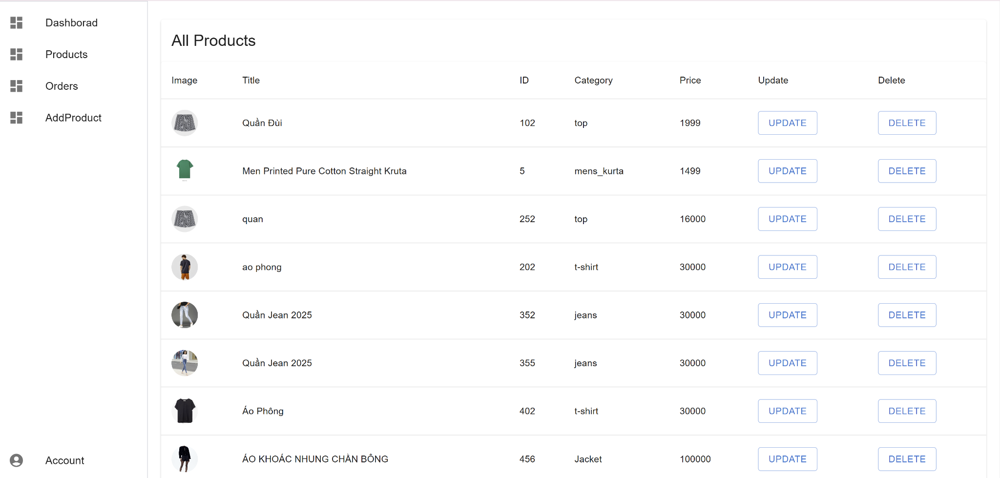 Dashborad
Products
Orders
AddProduct
Account
All Products
Image Title ID Category Price Update Delete
Quần Đùi 102 top 1999 UPDATE DELETE
Men Printed Pure Cotton Straight Kruta 5 mens_kurta 1499 UPDATE DELETE
quan 252 top 16000 UPDATE DELETE
ao phong 202 t-shirt 30000 UPDATE DELETE
Quần Jean 2025 352 jeans 30000 UPDATE DELETE
Quần Jean 2025 355 jeans 30000 UPDATE DELETE
Áo Phông 402 t-shirt 30000 UPDATE DELETE
ÁO KHOÁC NHUNG CHẦN BÔNG 456 Jacket 100000 UPDATE DELETE